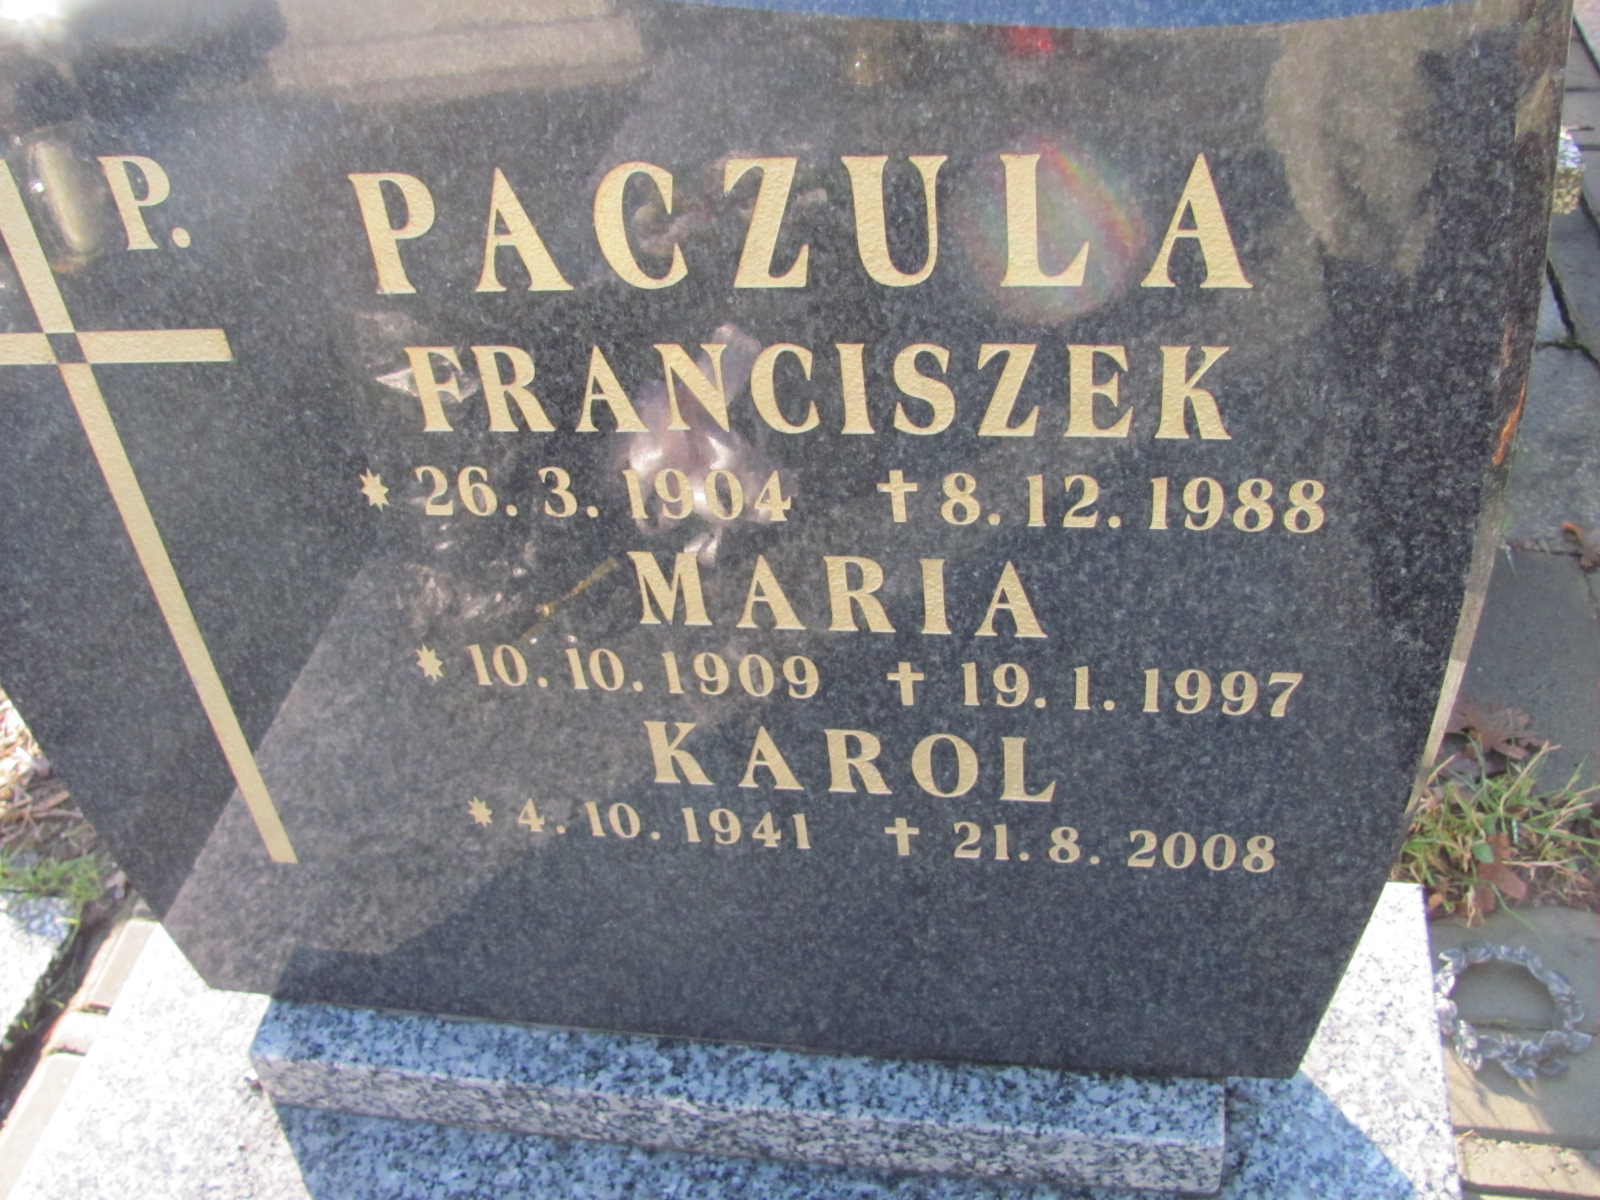 P.
PACZULA
FRANCISZEK
* 26. 3. 1904 † 8. 12. 1988
MARIA
* 10. 10. 1909 † 19. 1. 1997
KAROL
* 4. 10. 1941 † 21. 8. 2008